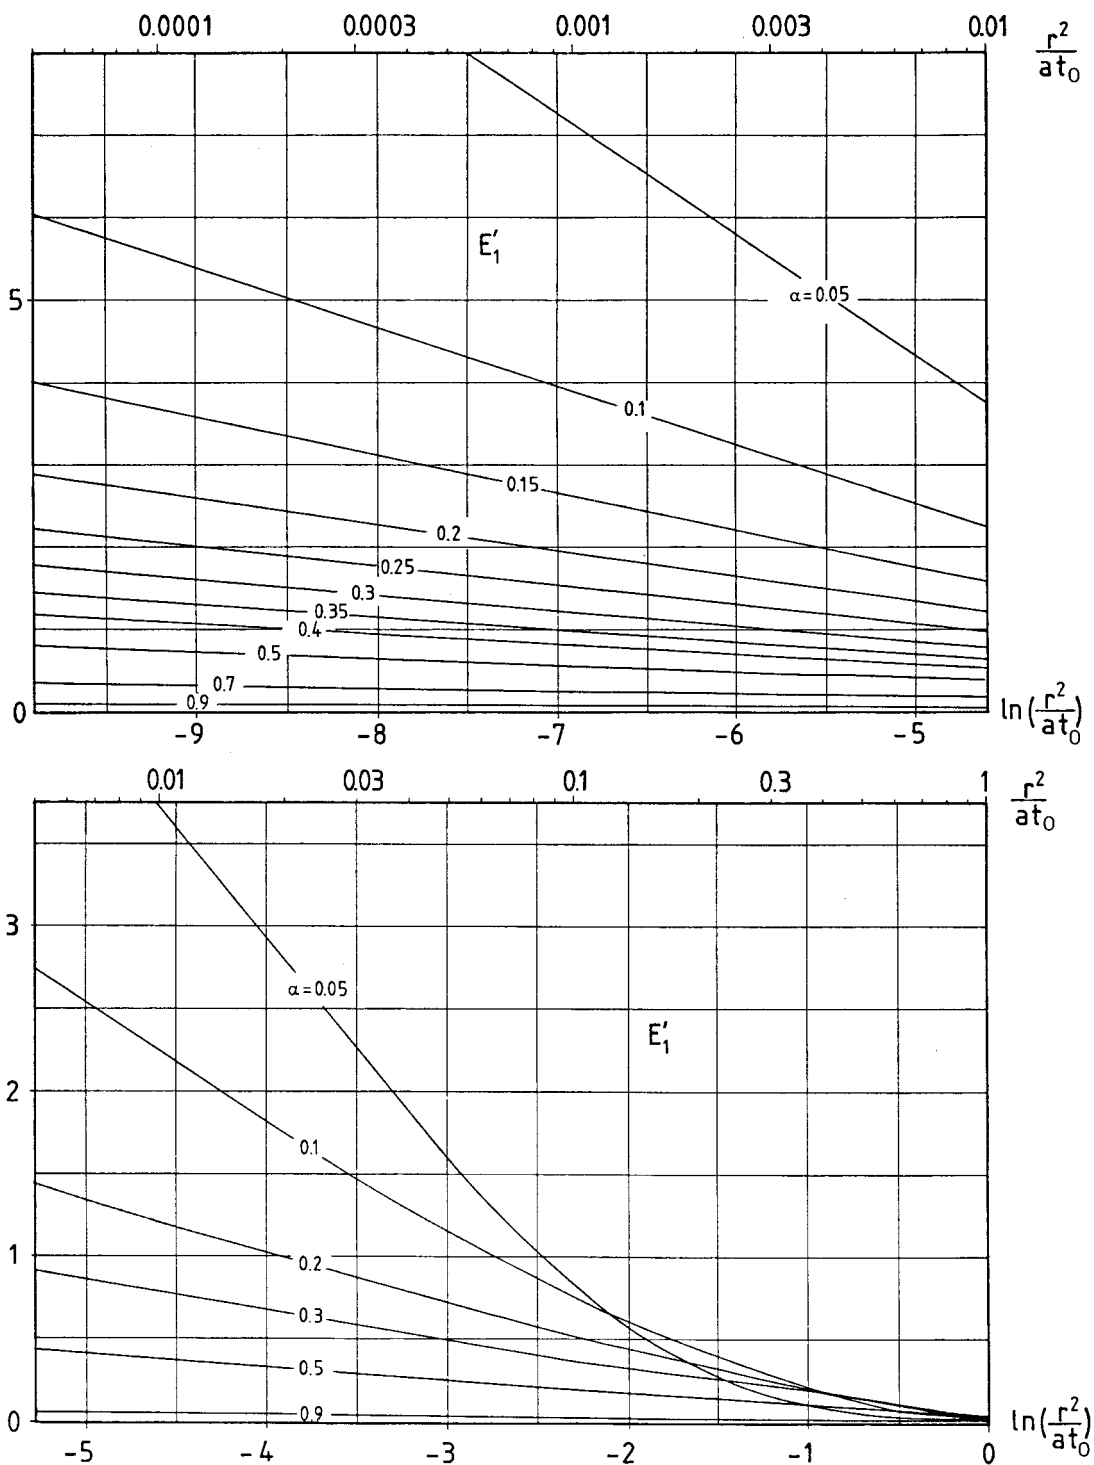 0.0001 0.0003 0.001 0.003 0.01 r²/at₀
E₁′
5
α=0.05
0.1
0.15
0.2
0.25
0.3
0.35
0.4
0.5
0.7
0.9
0
-9 -8 -7 -6 -5 ln(r²/at₀)
0.01 0.03 0.1 0.3 1 r²/at₀
3
α=0.05
E₁′
2
0.1
1
0.2
0.3
0.5
0.9
0
-5 -4 -3 -2 -1 0 ln(r²/at₀)